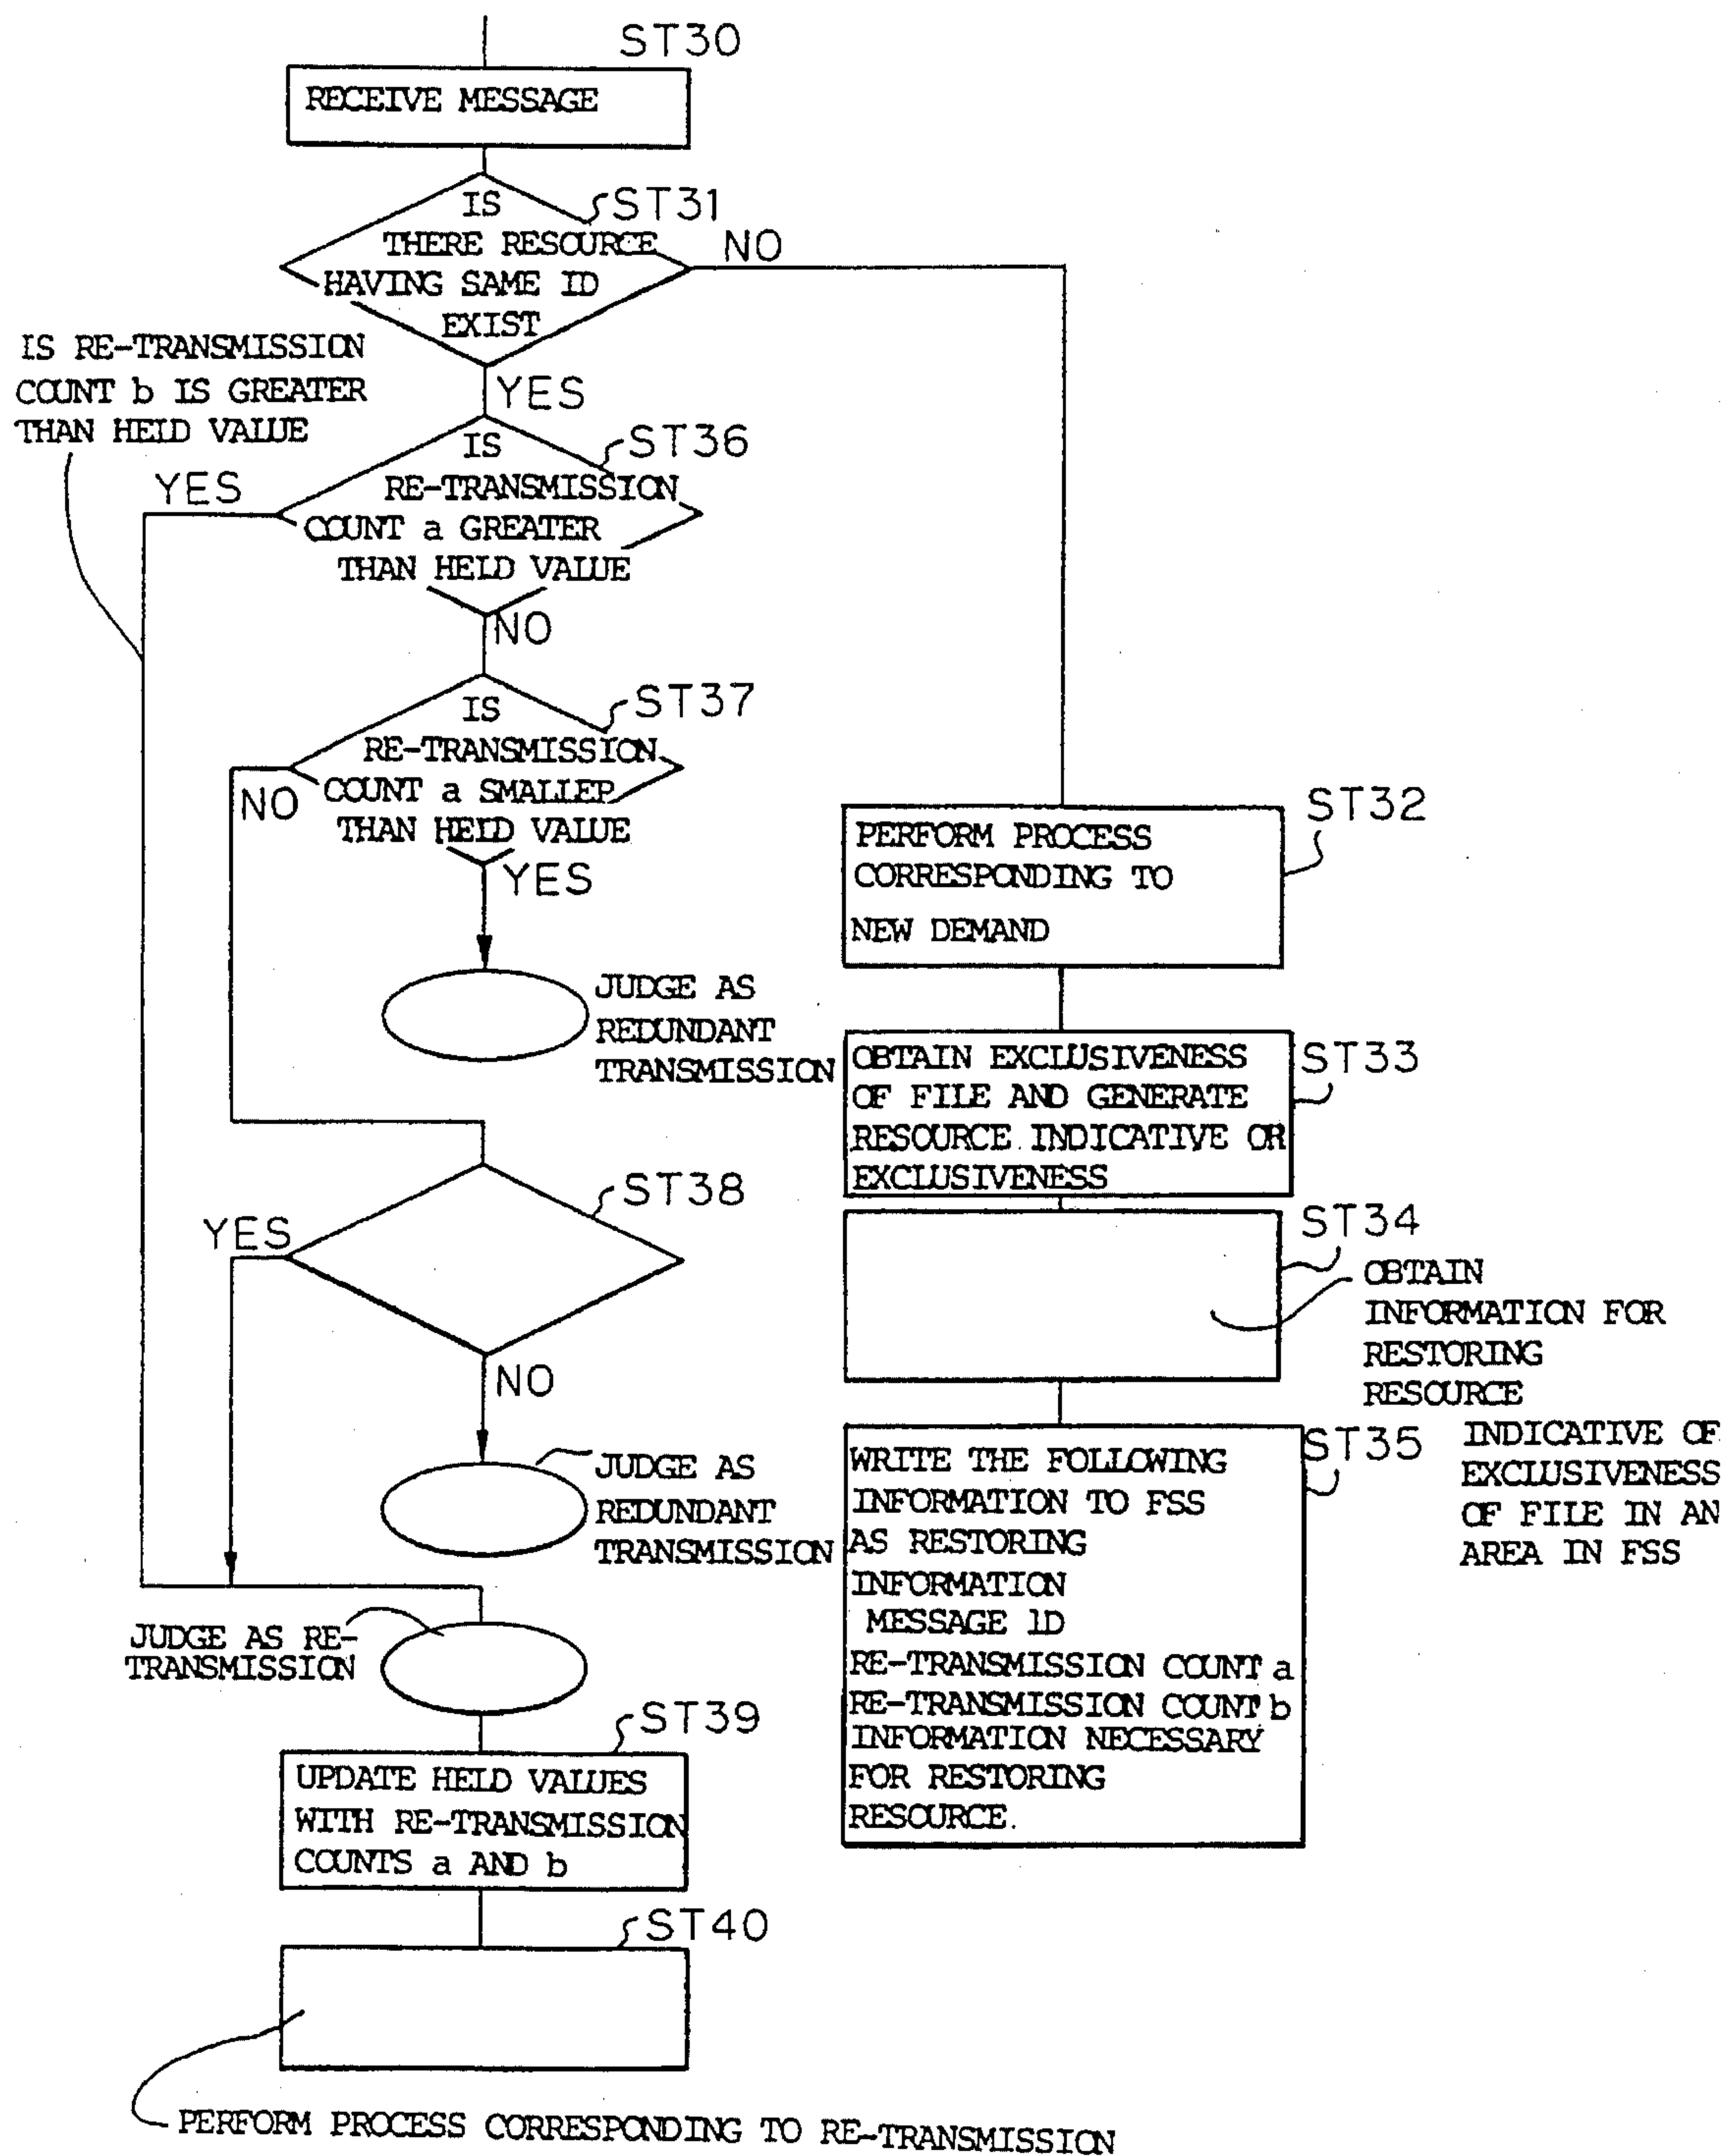 ST30
RECEIVE MESSAGE
IS
ST31
THERE RESOURCE
HAVING SAME ID
EXIST
NO
YES
IS RE-TRANSMISSION
COUNT b IS GREATER
THAN HELD VALUE
IS
ST36
RE-TRANSMISSION
COUNT a GREATER
THAN HELD VALUE
YES
NO
IS
ST37
RE-TRANSMISSION
COUNT a SMALLEP
THAN HELD VALUE
NO
YES
JUDGE AS
REDUNDANT
TRANSMISSION
ST38
YES
NO
JUDGE AS
REDUNDANT
TRANSMISSION
JUDGE AS RE-
TRANSMISSION
ST39
UPDATE HELD VALUES
WITH RE-TRANSMISSION
COUNTS a AND b
ST40
PERFORM PROCESS CORRESPONDING TO RE-TRANSMISSION
ST32
PERFORM PROCESS
CORRESPONDING TO
NEW DEMAND
ST33
OBTAIN EXCLUSIVENESS
OF FILE AND GENERATE
RESOURCE INDICATIVE OR
EXCLUSIVENESS
ST34
OBTAIN
INFORMATION FOR
RESTORING
RESOURCE
INDICATIVE OF
EXCLUSIVENESS
OF FILE IN AN
AREA IN FSS
ST35
WRITE THE FOLLOWING
INFORMATION TO FSS
AS RESTORING
INFORMATION
MESSAGE 1D
RE-TRANSMISSION COUNT a
RE-TRANSMISSION COUNT b
INFORMATION NECESSARY
FOR RESTORING
RESOURCE.